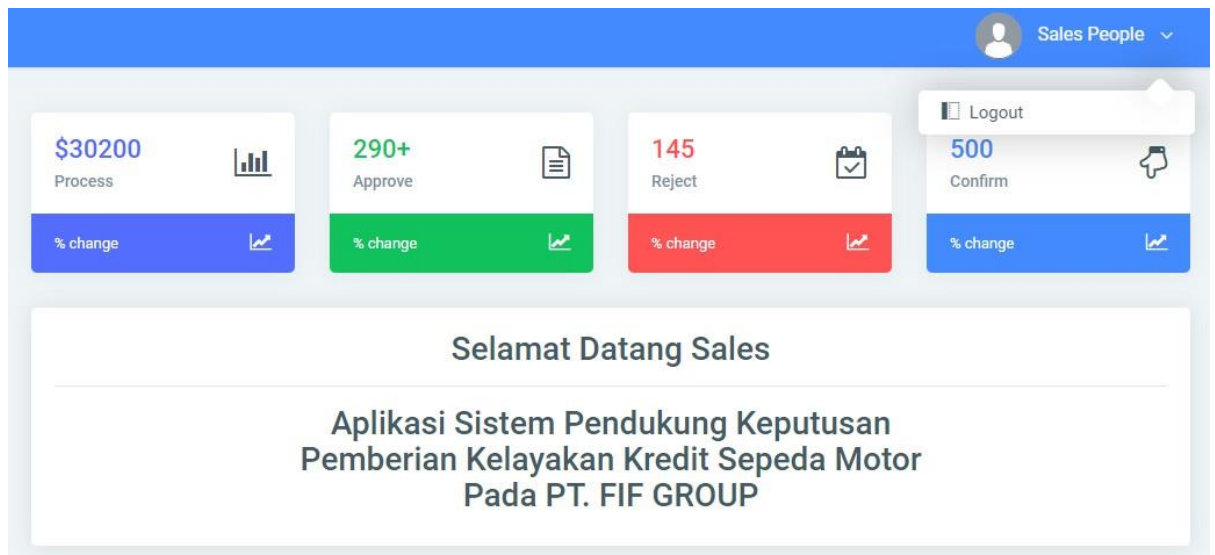 Sales People
Logout
$30200
Process
290+
Approve
145
Reject
500
Confirm
% change
% change
% change
% change
Selamat Datang Sales
Aplikasi Sistem Pendukung Keputusan
Pemberian Kelayakan Kredit Sepeda Motor
Pada PT. FIF GROUP